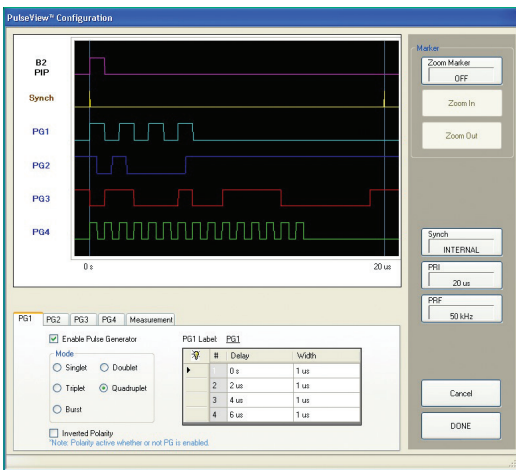 PulseView™ Configuration
B2
PIP
Synch
PG1
PG2
PG3
PG4
0 s
20 us
Marker
Zoom Marker
OFF
Zoom In
Zoom Out
Synch
INTERNAL
PRI
20 us
PRF
50 kHz
Cancel
DONE
PG1 PG2 PG3 PG4 Measurement
Enable Pulse Generator
Mode
Singlet Doublet
Triplet Quadruplet
Burst
Inverted Polarity
*Note: Polarity active whether or not PG is enabled.
PG1 Label: PG1
# Delay Width
1 0 s 1 us
2 2 us 1 us
3 4 us 1 us
4 6 us 1 us